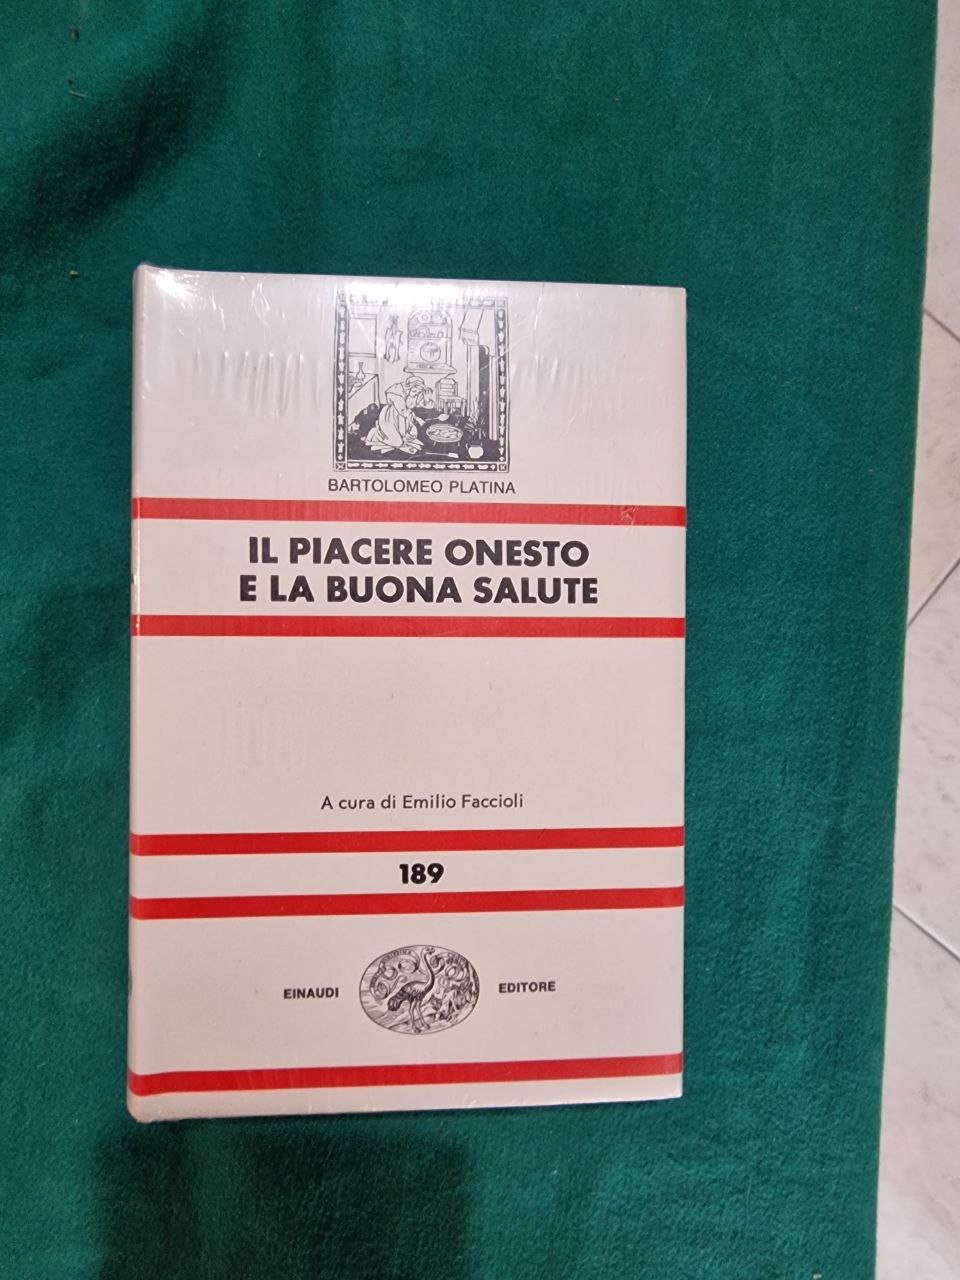 BARTOLOMEO PLATINA
IL PIACERE ONESTO
E LA BUONA SALUTE
A cura di Emilio Faccioli
189
EINAUDI
EDITORE